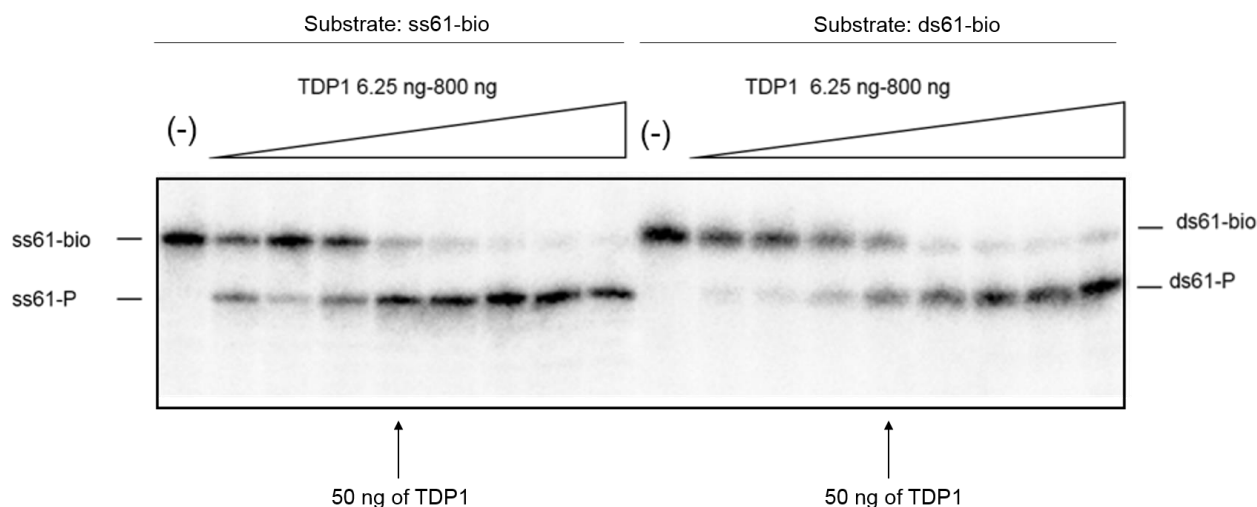 Substrate: ss61-bio
Substrate: ds61-bio
TDP1 6.25 ng-800 ng
TDP1 6.25 ng-800 ng
(-)
(-)
ss61-bio
ds61-bio
ss61-P
ds61-P
50 ng of TDP1
50 ng of TDP1